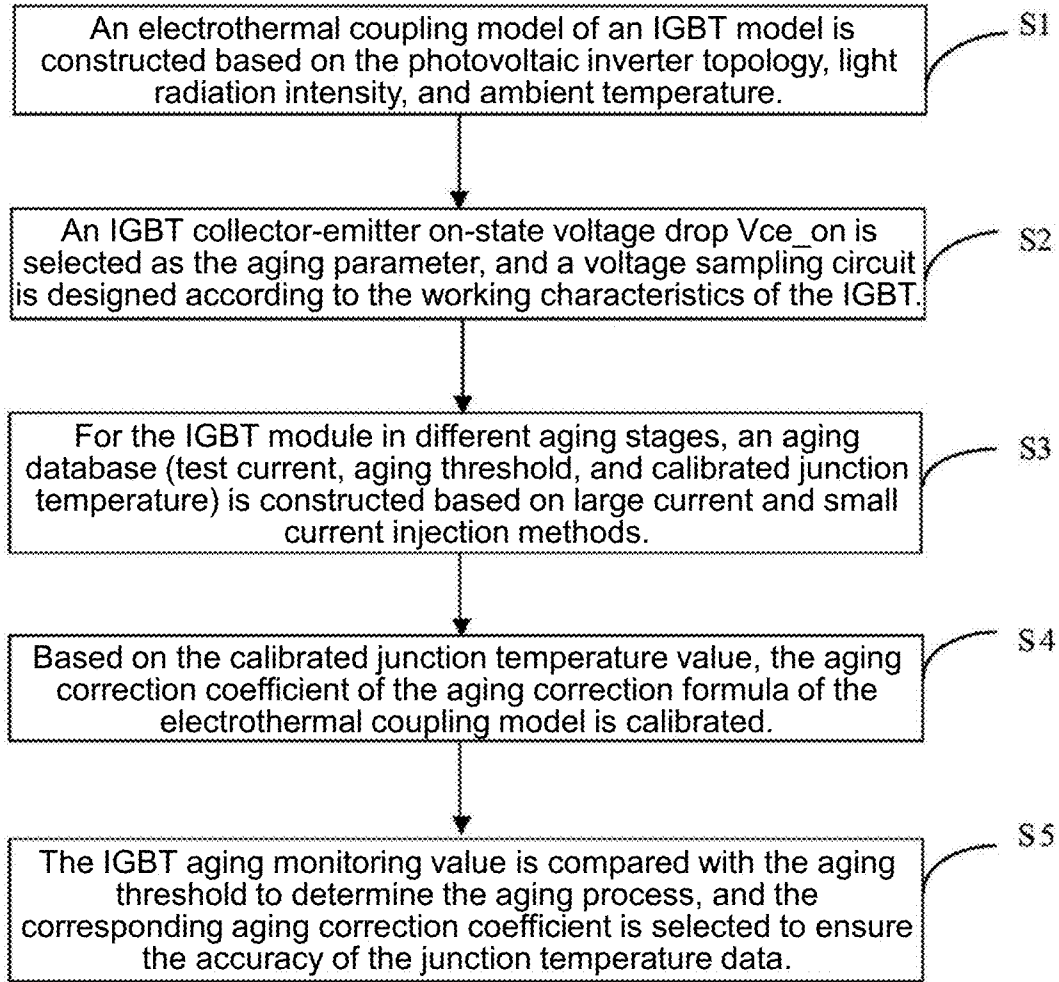 An electrothermal coupling model of an IGBT model is
constructed based on the photovoltaic inverter topology, light
radiation intensity, and ambient temperature.
S1
An IGBT collector-emitter on-state voltage drop Vce_on is
selected as the aging parameter, and a voltage sampling circuit
is designed according to the working characteristics of the IGBT.
S2
For the IGBT module in different aging stages, an aging
database (test current, aging threshold, and calibrated junction
temperature) is constructed based on large current and small
current injection methods.
S3
Based on the calibrated junction temperature value, the aging
correction coefficient of the aging correction formula of the
electrothermal coupling model is calibrated.
S4
The IGBT aging monitoring value is compared with the aging
threshold to determine the aging process, and the
corresponding aging correction coefficient is selected to ensure
the accuracy of the junction temperature data.
S5